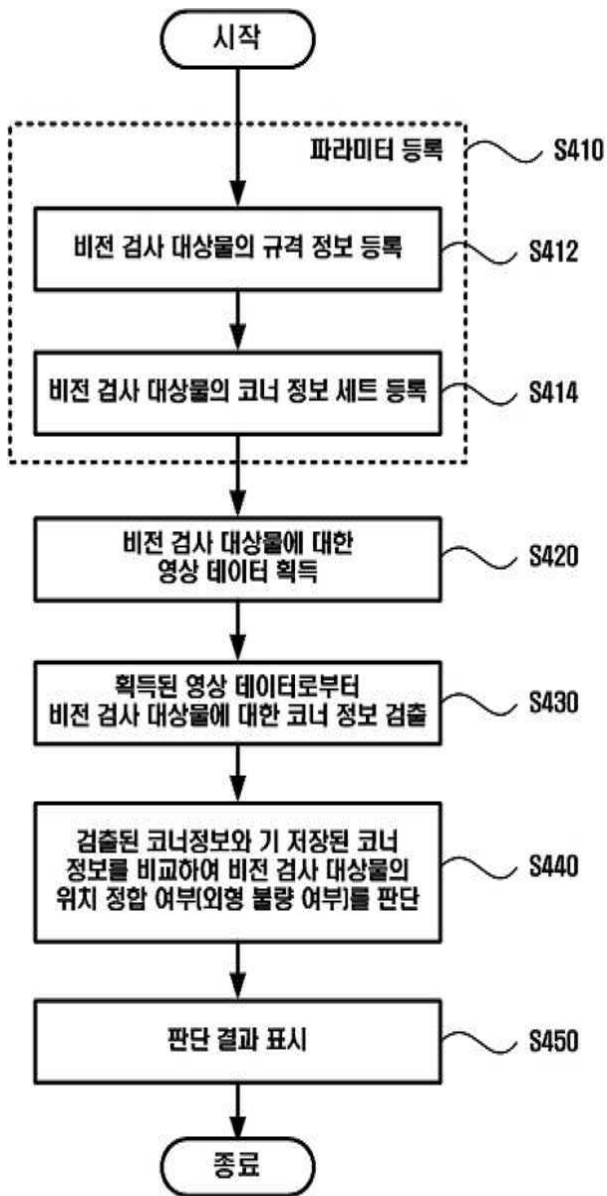 시작
파라미터 등록
S410
비전 검사 대상물의 규격 정보 등록
S412
비전 검사 대상물의 코너 정보 세트 등록
S414
비전 검사 대상물에 대한
영상 데이터 획득
S420
획득된 영상 데이터로부터
비전 검사 대상물에 대한 코너 정보 검출
S430
검출된 코너정보와 기 저장된 코너
정보를 비교하여 비전 검사 대상물의
위치 정합 여부(외형 불량 여부)를 판단
S440
판단 결과 표시
S450
종료